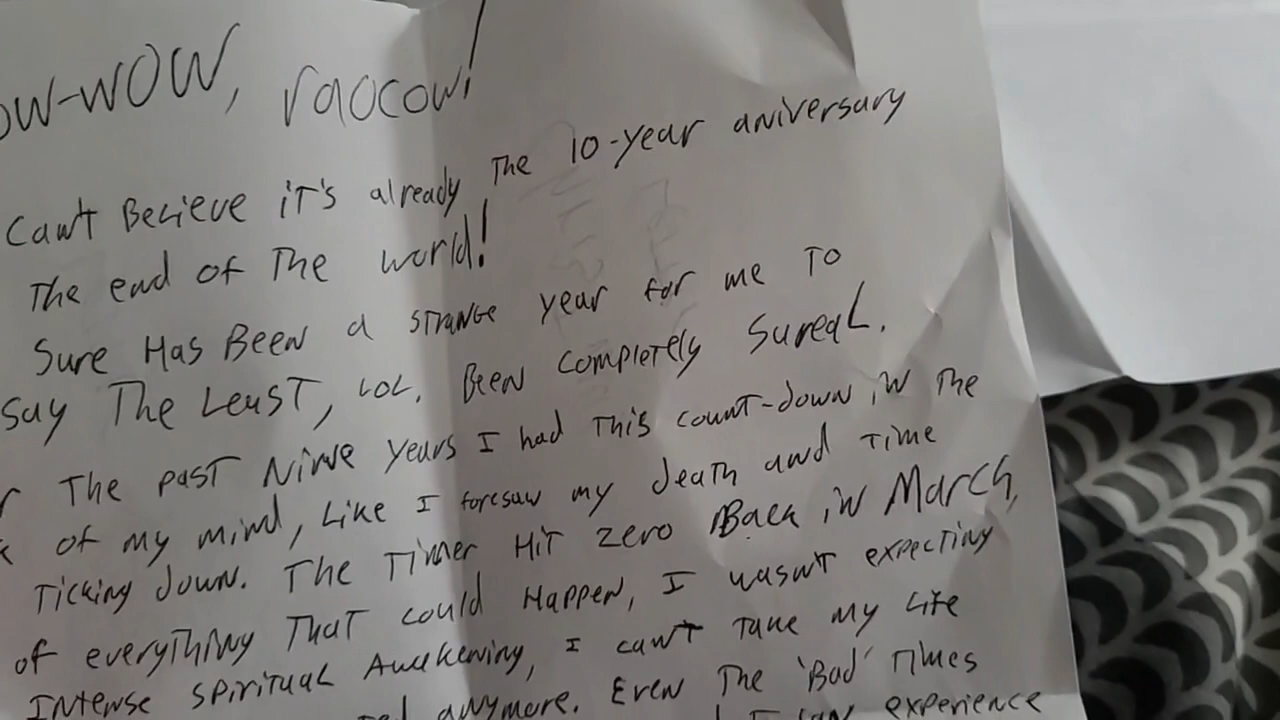 OW-WOW, raocow!
Can't Believe it's already The 10-year aniversary
The end of The world!
Sure Has Been a strange year for me To
say The Least, LOL. Been completely sureal.
r The past Nine years I had This count-down in The
k of my mind, Like I foresaw my death and Time
Ticking down. The Timer Hit zero Back in March,
of everything That could Happen, I wasn't expecting
Intense spiritual Awakening, I can't Take my Life
anymore. Even The 'Bad' Times
I can experience